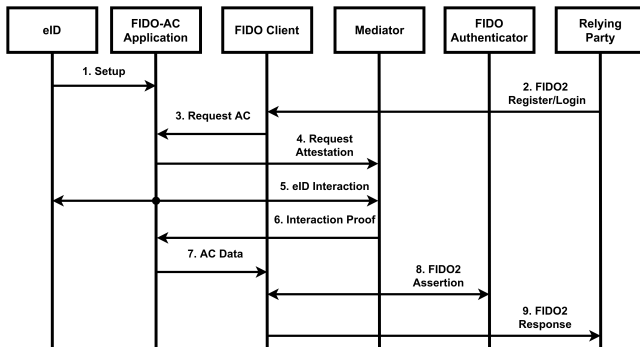 eID
FIDO-AC
Application
FIDO Client
Mediator
FIDO
Authenticator
Relying
Party
1. Setup
2. FIDO2
Register/Login
3. Request AC
4. Request
Attestation
5. eID Interaction
6. Interaction Proof
7. AC Data
8. FIDO2
Assertion
9. FIDO2
Response